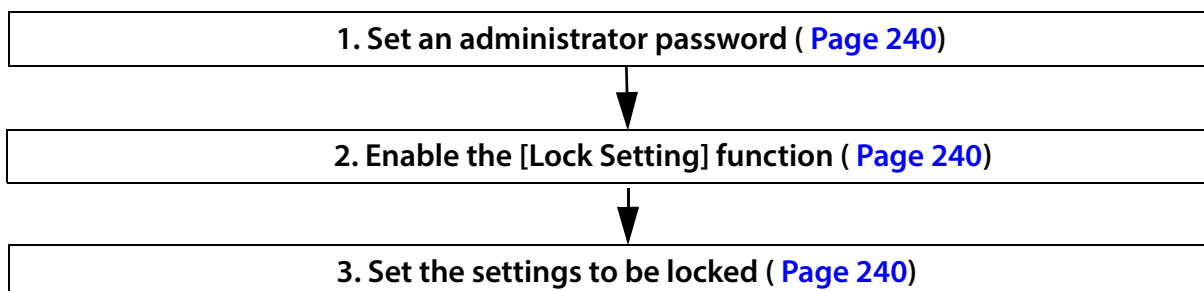 1. Set an administrator password ( Page 240)
2. Enable the [Lock Setting] function ( Page 240)
3. Set the settings to be locked ( Page 240)